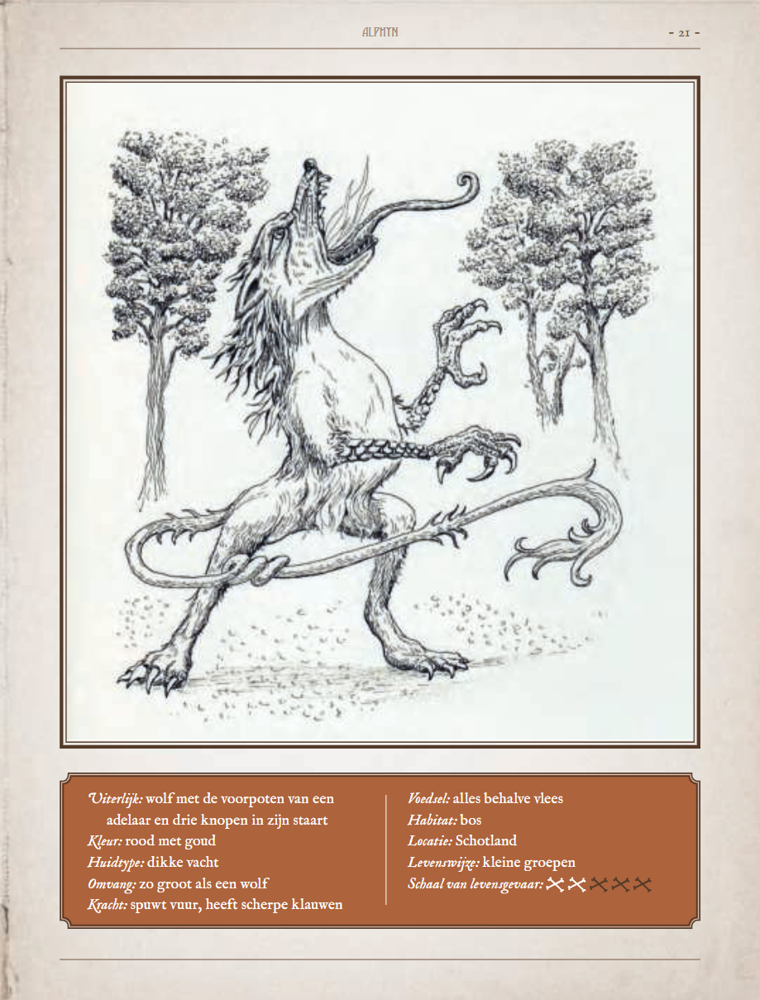 ALPHYN
- 21 -
Uiterlijk: wolf met de voorpoten van een
adelaar en drie knopen in zijn staart
Kleur: rood met goud
Huidtype: dikke vacht
Omvang: zo groot als een wolf
Kracht: spuwt vuur, heeft scherpe klauwen
Voedsel: alles behalve vlees
Habitat: bos
Locatie: Schotland
Levenswijze: kleine groepen
Schaal van levensgevaar: